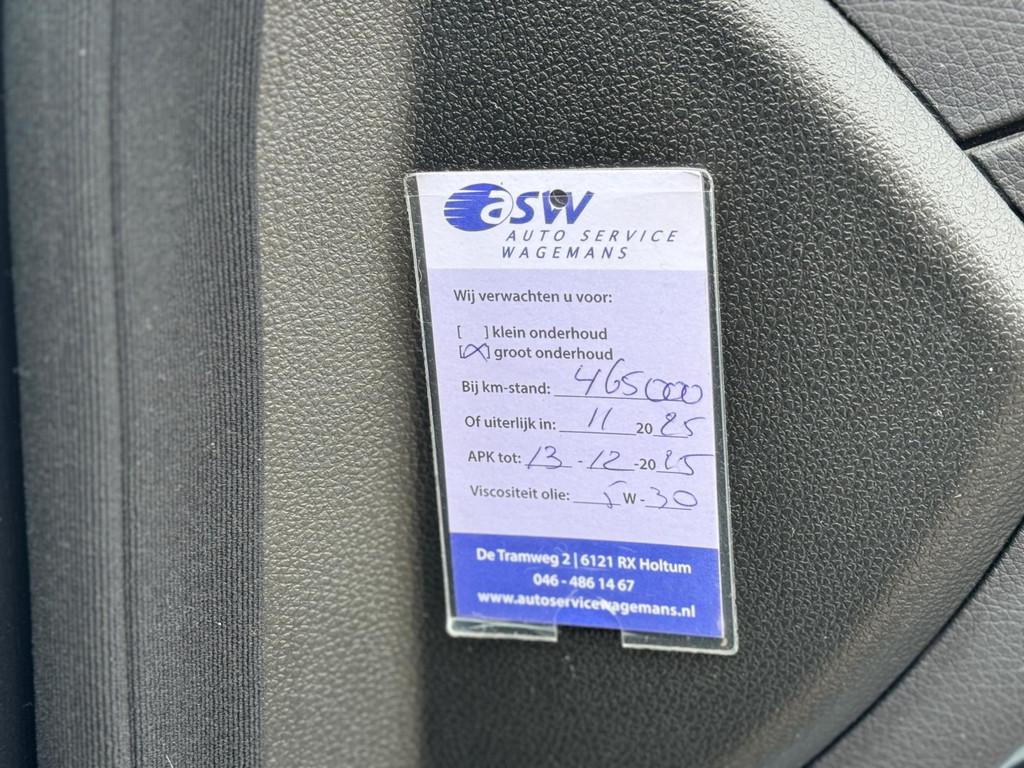 asw
AUTO SERVICE
WAGEMANS
Wij verwachten u voor:
[ ] klein onderhoud
[X] groot onderhoud
Bij km-stand: 465000
Of uiterlijk in: 11 20 25
APK tot: 13 - 12 - 20 25
Viscositeit olie: 5 W - 30
De Tramweg 2 | 6121 RX Holtum
046 - 486 14 67
www.autoservicewagemans.nl